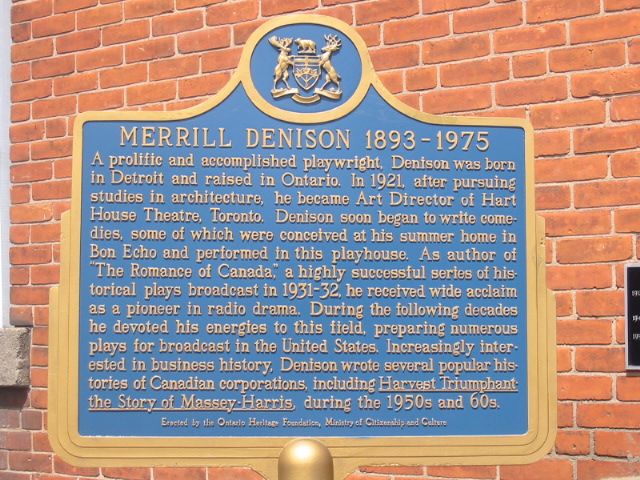 MERRILL DENISON 1893-1975
A prolific and accomplished playwright, Denison was born
in Detroit and raised in Ontario. In 1921, after pursuing
studies in architecture, he became Art Director of Hart
House Theatre, Toronto. Denison soon began to write come-
dies, some of which were conceived at his summer home in
Bon Echo and performed in this playhouse. As author of
"The Romance of Canada," a highly successful series of his-
torical plays broadcast in 1931-32, he received wide acclaim
as a pioneer in radio drama. During the following decades
he devoted his energies to this field, preparing numerous
plays for broadcast in the United States. Increasingly inter-
ested in business history, Denison wrote several popular his-
tories of Canadian corporations, including Harvest Triumphant:
the Story of Massey-Harris, during the 1950s and 60s.
Erected by the Ontario Heritage Foundation, Ministry of Citizenship and Culture